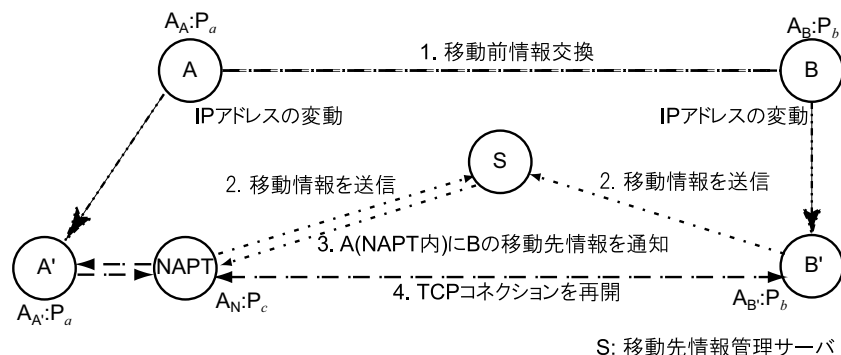 A_A:P_a
A_B:P_b
A
1. 移動前情報交換
B
IPアドレスの変動
IPアドレスの変動
S
2. 移動情報を送信
2. 移動情報を送信
3. A(NAPT内)にBの移動先情報を通知
A'
NAPT
B'
A_A':P_a
A_N:P_c
4. TCPコネクションを再開
A_B':P_b
S: 移動先情報管理サーバ